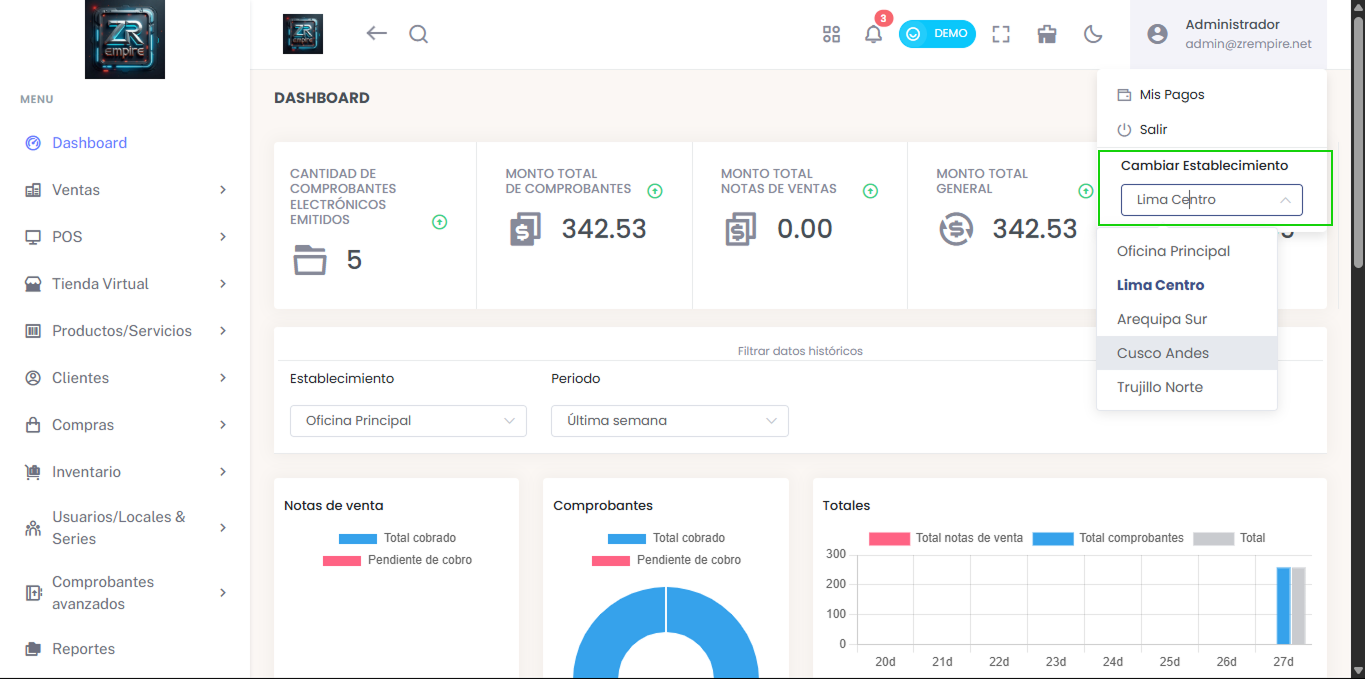 ZR
empire
MENU
Dashboard
Ventas
POS
Tienda Virtual
Productos/Servicios
Clientes
Compras
Inventario
Usuarios/Locales &
Series
Comprobantes
avanzados
Reportes
ZR
empire
3
DEMO
Administrador
admin@zrempire.net
Mis Pagos
Salir
Cambiar Establecimiento
Lima Centro
Oficina Principal
Lima Centro
Arequipa Sur
Cusco Andes
Trujillo Norte
DASHBOARD
CANTIDAD DE
COMPROBANTES
ELECTRÓNICOS
EMITIDOS
5
MONTO TOTAL
DE COMPROBANTES
342.53
MONTO TOTAL
NOTAS DE VENTAS
0.00
MONTO TOTAL
GENERAL
342.53
Filtrar datos históricos
Establecimiento
Oficina Principal
Periodo
Última semana
Notas de venta
Total cobrado
Pendiente de cobro
Comprobantes
Total cobrado
Pendiente de cobro
Totales
Total notas de venta
Total comprobantes
Total
300
200
200
100
0
20d
21d
22d
23d
24d
25d
26d
27d